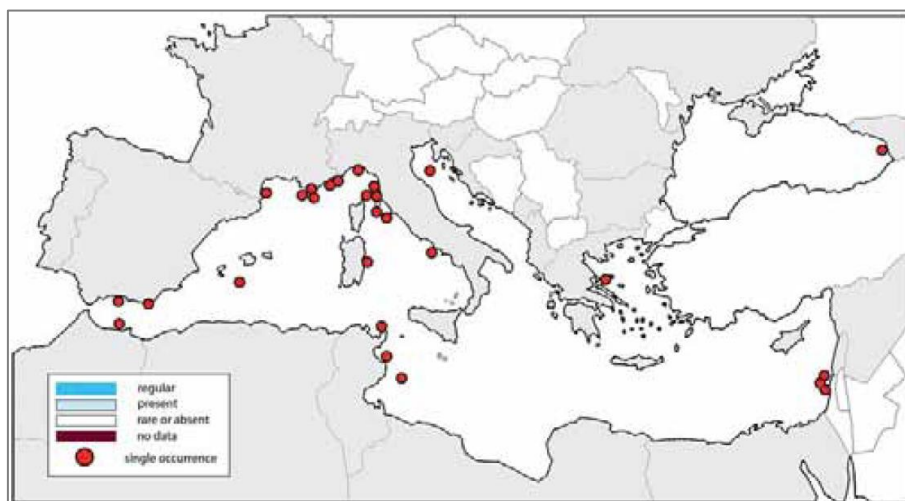 regular
present
rare or absent
no data
single occurrence